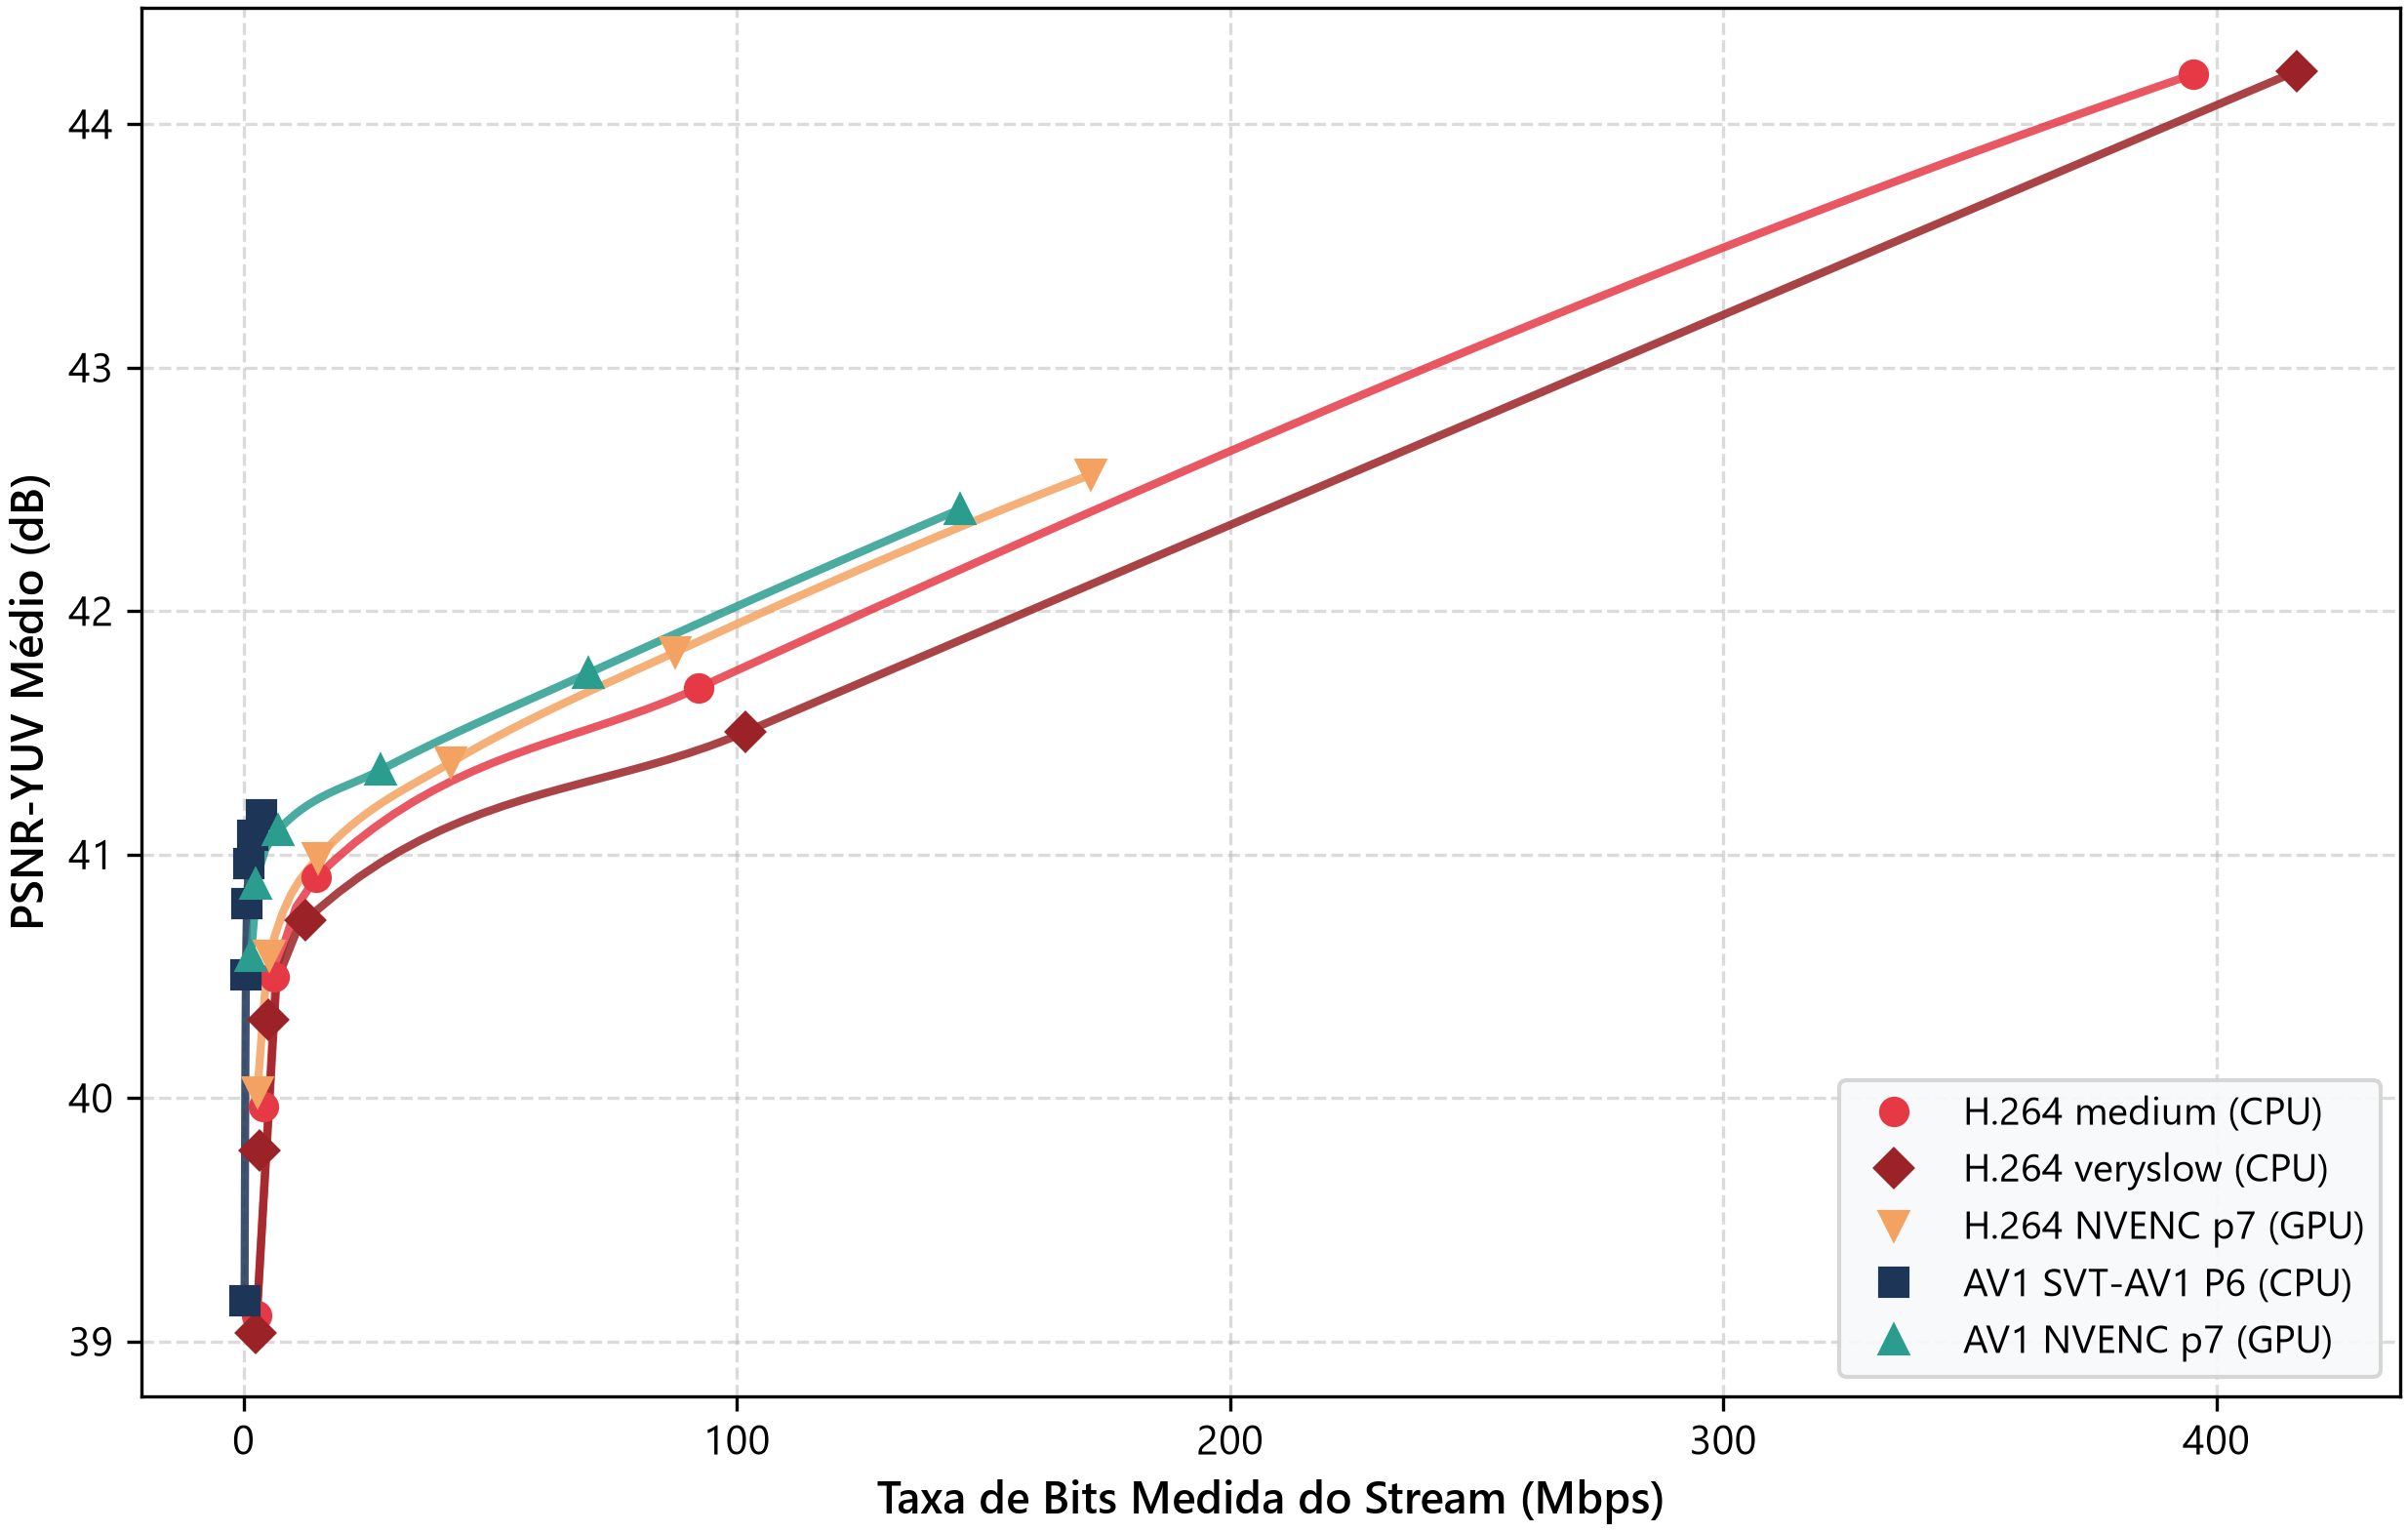 44
43
42
41
40
39
PSNR-YUV Médio (dB)
H.264 medium (CPU)
H.264 veryslow (CPU)
H.264 NVENC p7 (GPU)
AV1 SVT-AV1 P6 (CPU)
AV1 NVENC p7 (GPU)
0 100 200 300 400
Taxa de Bits Medida do Stream (Mbps)